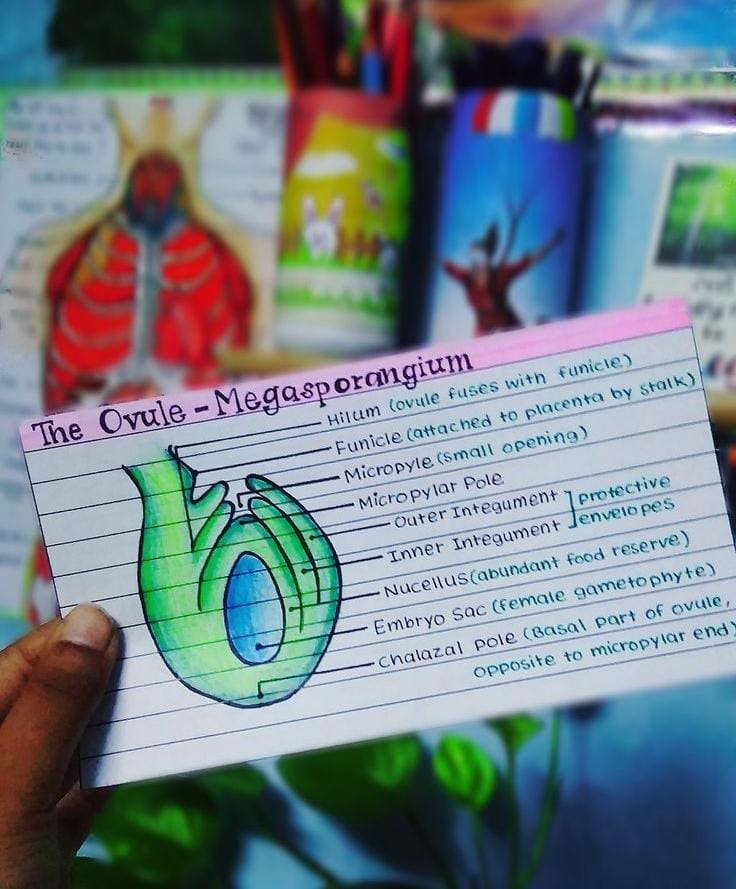 The Ovule - Megasporangium
Hilum (ovule fuses with funicle)
Funicle (attached to placenta by stalk)
Micropyle (small opening)
Micropylar Pole
Outer Integument ] protective
Inner Integument ] envelopes
Nucellus (abundant food reserve)
Embryo Sac (female gametophyte)
Chalazal pole (Basal part of ovule,
opposite to micropylar end)